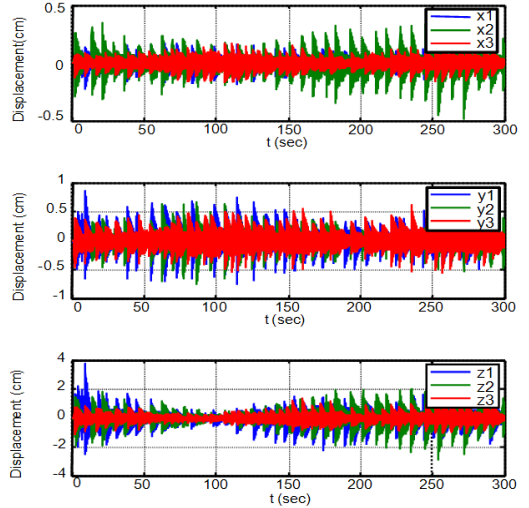 Displacement(cm)
0.5
0
-0.5
0
50
100
150
200
250
300
t (sec)
x1
x2
x3
Displacement (cm)
1
0.5
0
-0.5
-1
0
50
100
150
200
250
300
t (sec)
y1
y2
y3
Displacement (cm)
4
2
0
-2
-4
0
50
100
150
200
250
300
t (sec)
z1
z2
z3